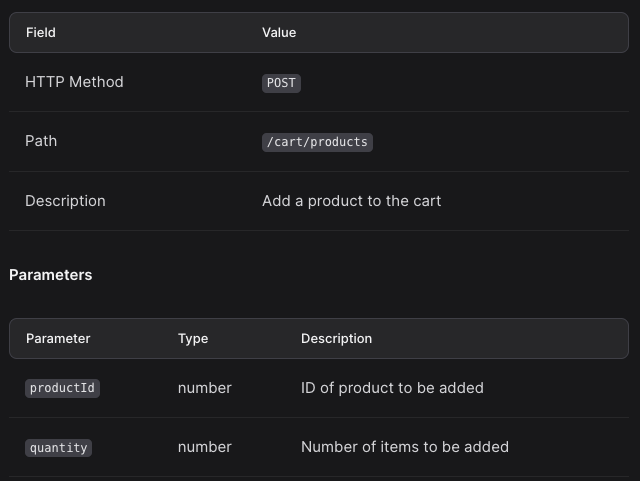 Field Value
HTTP Method POST
Path /cart/products
Description Add a product to the cart
Parameters
Parameter Type Description
productId number ID of product to be added
quantity number Number of items to be added